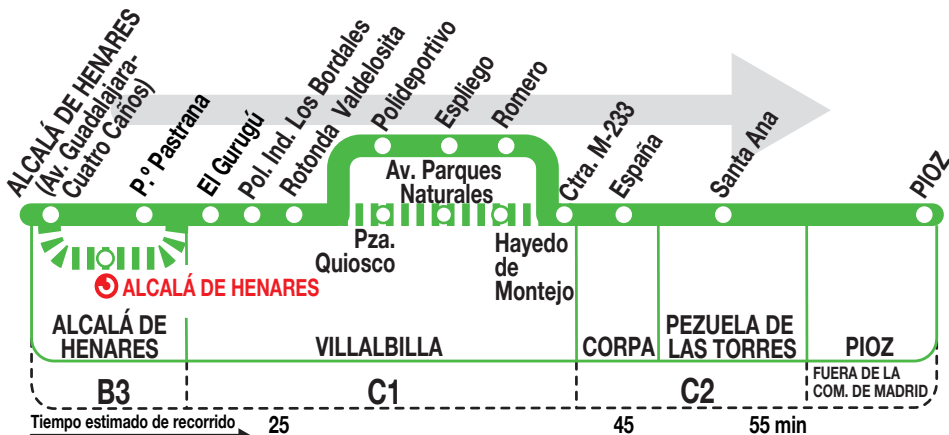 ALCALÁ DE HENARES
(Av. Guadalajara-
Cuatro Caños)
P.º Pastrana
El Gurugú
Pol. Ind. Los Bordales
Rotonda Valdelosita
Polideportivo
Espliego
Romero
Ctra. M-233
España
Santa Ana
PIOZ
Av. Parques
Naturales
Pza.
Quiosco
Hayedo
de
Montejo
ALCALÁ DE HENARES
ALCALÁ DE
HENARES
VILLALBILLA
CORPA
PEZUELA DE
LAS TORRES
PIOZ
B3
C1
C2
FUERA DE LA
COM. DE MADRID
Tiempo estimado de recorrido
25
45
55 min